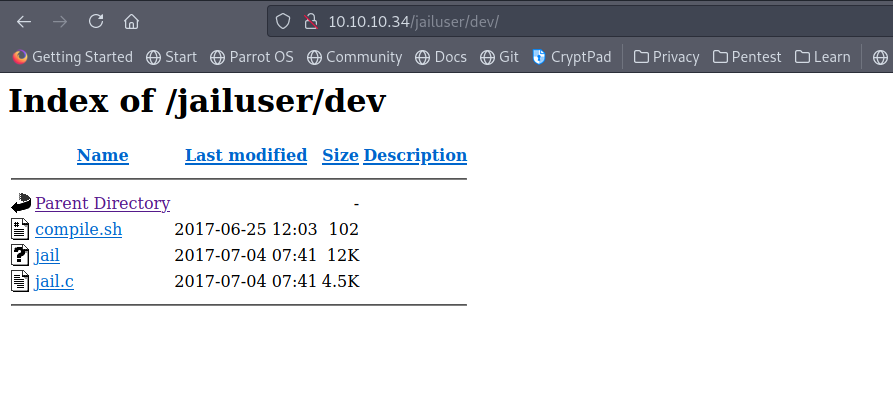 10.10.10.34/jailuser/dev/
Getting Started Start Parrot OS Community Docs Git CryptPad Privacy Pentest Learn
Index of /jailuser/dev
Name Last modified Size Description
Parent Directory -
compile.sh 2017-06-25 12:03 102
jail 2017-07-04 07:41 12K
jail.c 2017-07-04 07:41 4.5K